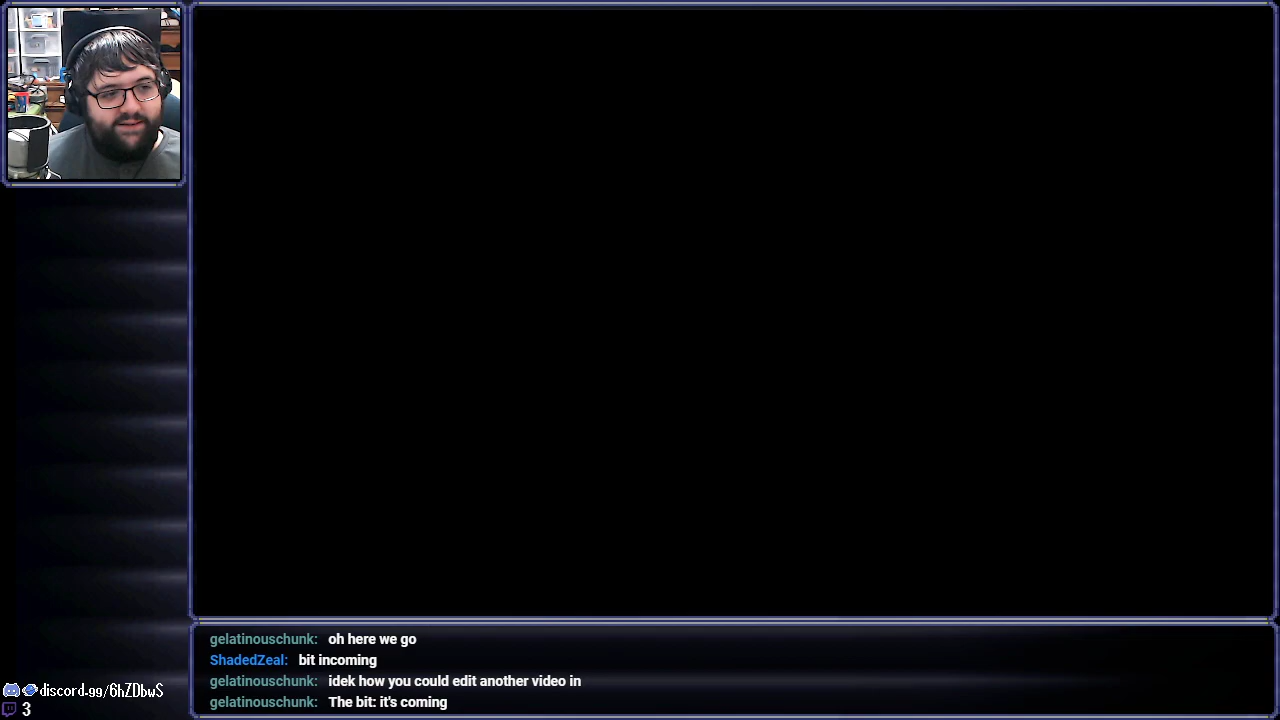 gelatinouschunk: oh here we go
ShadedZeal: bit incoming
gelatinouschunk: idek how you could edit another video in
gelatinouschunk: The bit: it's coming
discord.gg/6hZDbwS
3